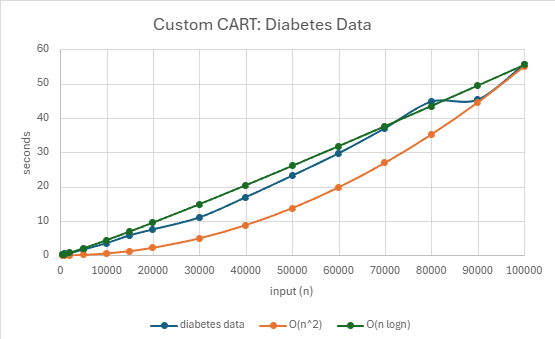 Custom CART: Diabetes Data
60
50
40
30
20
10
0
seconds
0 10000 20000 30000 40000 50000 60000 70000 80000 90000 100000
input (n)
diabetes data O(n^2) O(n logn)